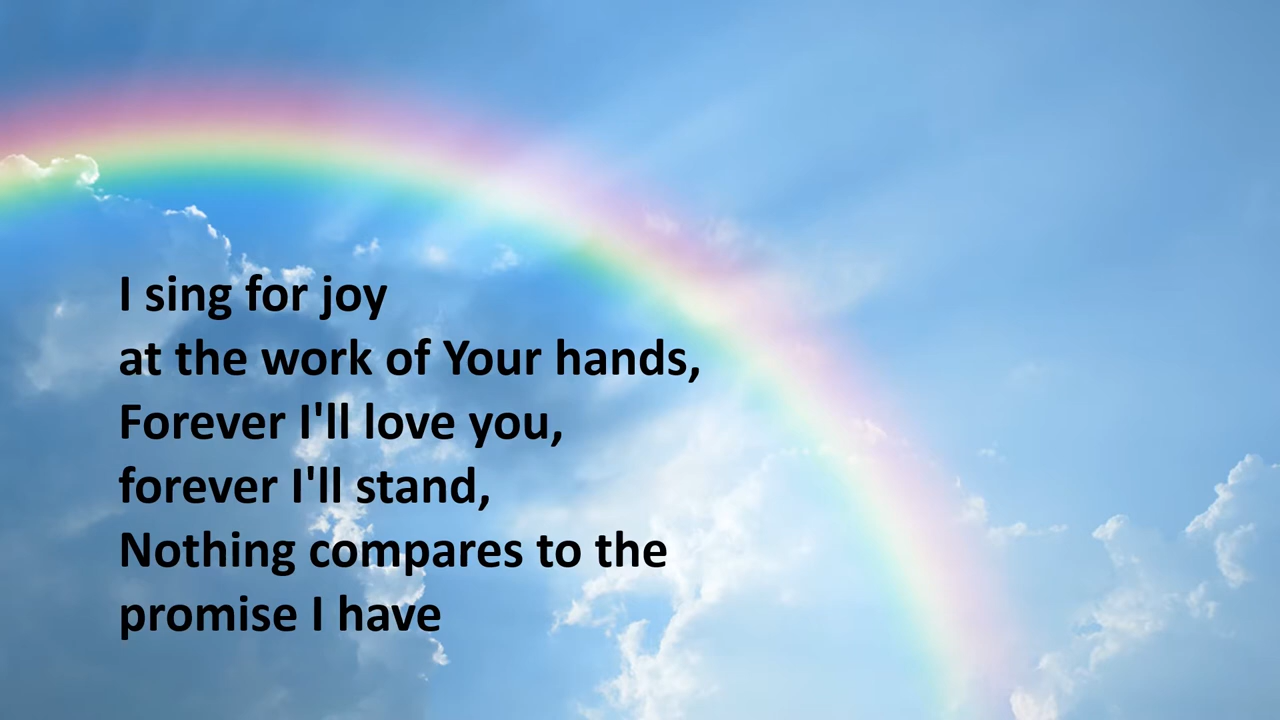 I sing for joy
at the work of Your hands,
Forever I'll love you,
forever I'll stand,
Nothing compares to the
promise I have